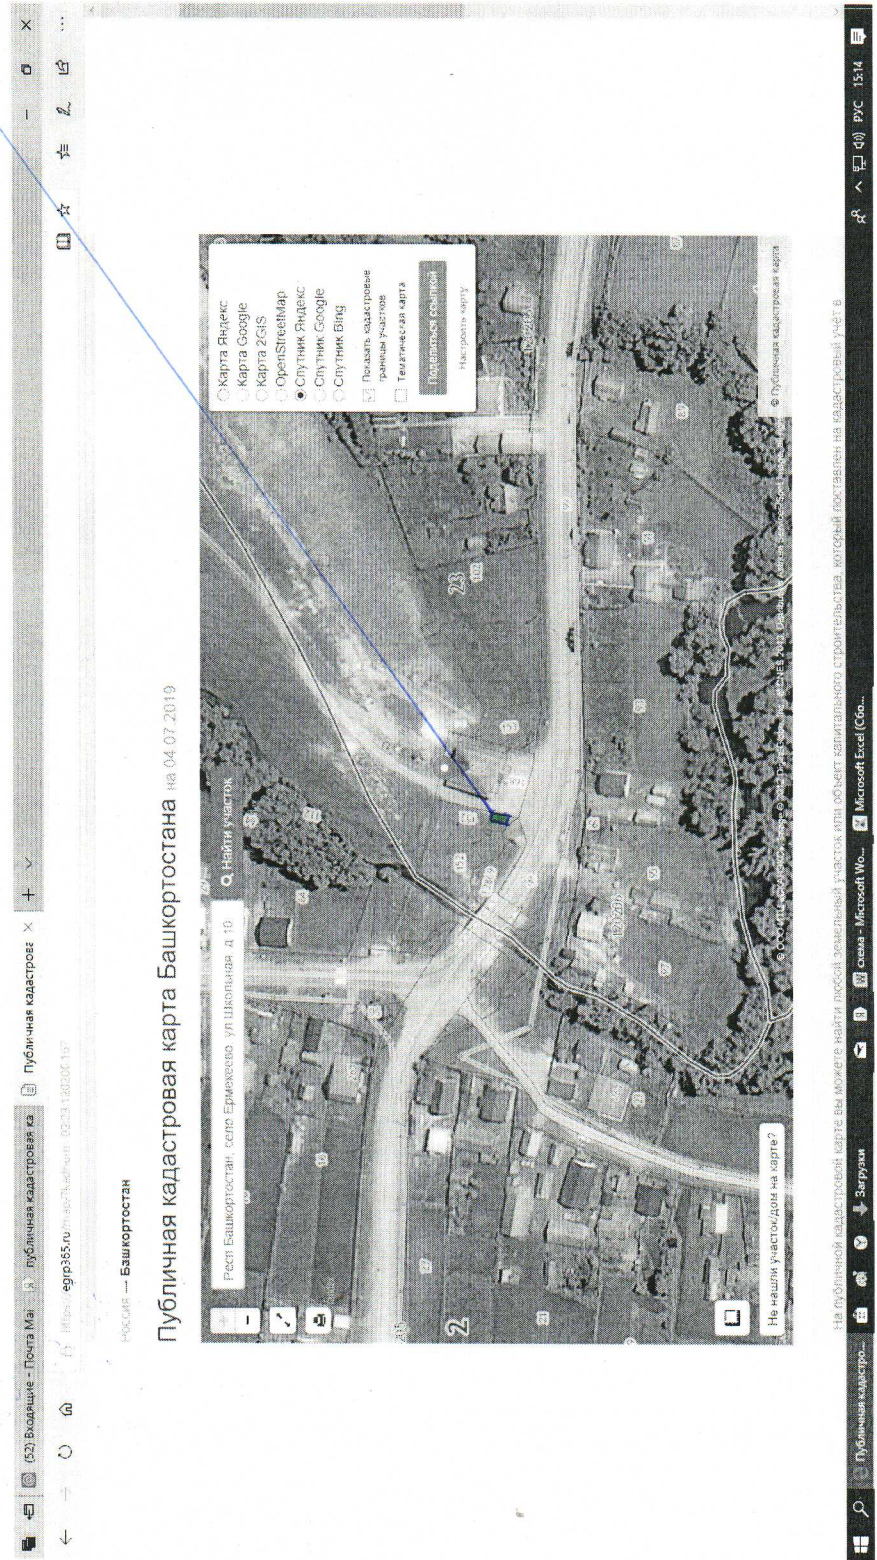 (52) Входящие - Почта Mai
публичная кадастровая ка
Публичная кадастрова
egrp365.ru
Россия — Башкортостан
Публичная кадастровая карта Башкортостана на 04.07.2019
Респ Башкортостан, село Ермекеево, ул Школьная, д 10
Найти участок
Карта Яндекс
Карта Google
Карта 2GIS
OpenStreetMap
Спутник Яндекс
Спутник Google
Спутник Bing
Показать кадастровые
границы участков
Тематическая карта
Поделиться ссылкой
Настроить карту
23
2
Не нашли участок/дом на карте?
© Публичная кадастровая карта
На публичной кадастровой карте вы можете найти любой земельный участок или объект капитального строительства, который поставлен на кадастровый учёт в
Публичная кадастро...
Загрузки
схема - Microsoft Wo...
Microsoft Excel (Сбо...
РУС
15:14